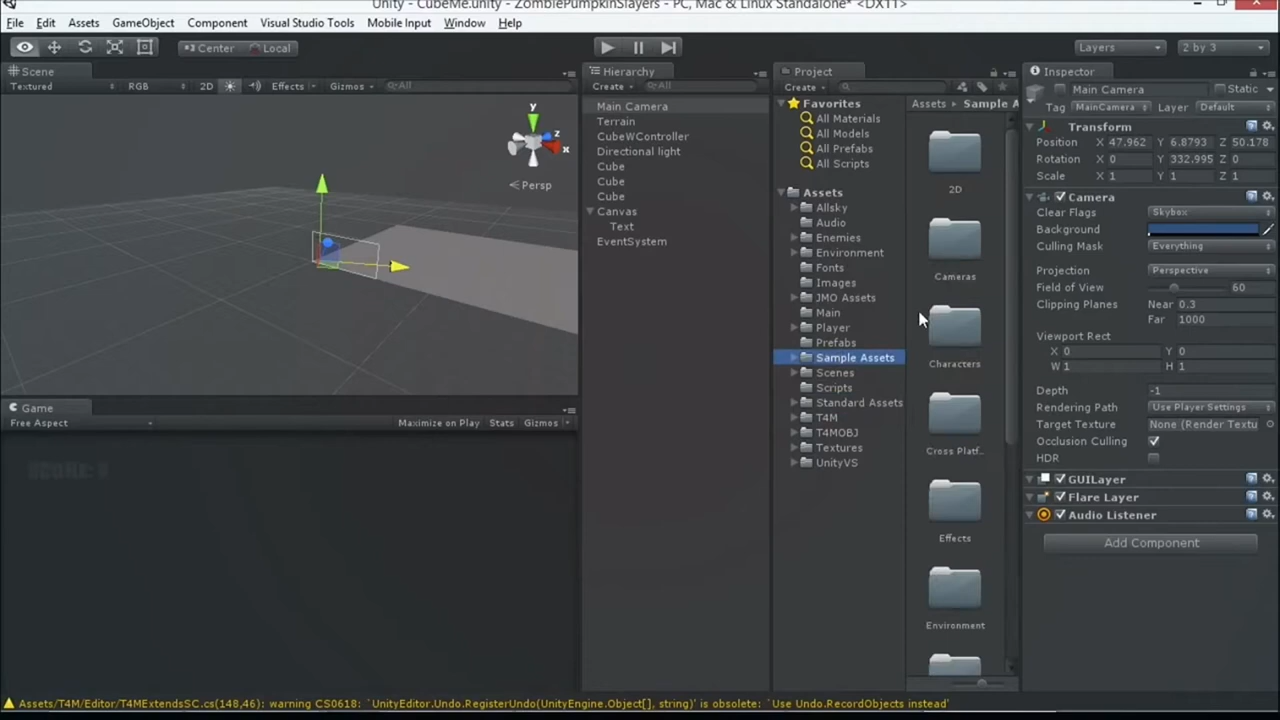 Unity - CubeMe.unity - ZombiePumpkinSlayers - PC, Mac & Linux Standalone* <DX11>
File Edit Assets GameObject Component Visual Studio Tools Mobile Input Window Help
Center Local Layers 2 by 3
Scene
Textured RGB 2D Effects Gizmos All
y
z
x
Persp
Game
Free Aspect Maximize on Play Stats Gizmos
Hierarchy
Create All
Main Camera
Terrain
CubeWController
Directional light
Cube
Cube
Cube
Canvas
Text
EventSystem
Project
Create
Favorites
All Materials
All Models
All Prefabs
All Scripts
Assets
Allsky
Audio
Enemies
Environment
Fonts
Images
JMO Assets
Main
Player
Prefabs
Sample Assets
Scenes
Scripts
Standard Assets
T4M
T4MOBJ
Textures
UnityVS
Assets Sample A
2D
Cameras
Characters
Cross Platf..
Effects
Environment
Inspector
Main Camera Static
Tag MainCamera Layer Default
Transform
Position X 47.962 Y 6.8793 Z 50.178
Rotation X 0 Y 332.995 Z 0
Scale X 1 Y 1 Z 1
Camera
Clear Flags Skybox
Background
Culling Mask Everything
Projection Perspective
Field of View 60
Clipping Planes Near 0.3
Far 1000
Viewport Rect
X 0 Y 0
W 1 H 1
Depth -1
Rendering Path Use Player Settings
Target Texture None (Render Textu
Occlusion Culling
HDR
GUILayer
Flare Layer
Audio Listener
Add Component
Assets/T4M/Editor/T4MExtendsSC.cs(148,46): warning CS0618: `UnityEditor.Undo.RegisterUndo(UnityEngine.Object[], string)' is obsolete: `Use Undo.RecordObjects instead'